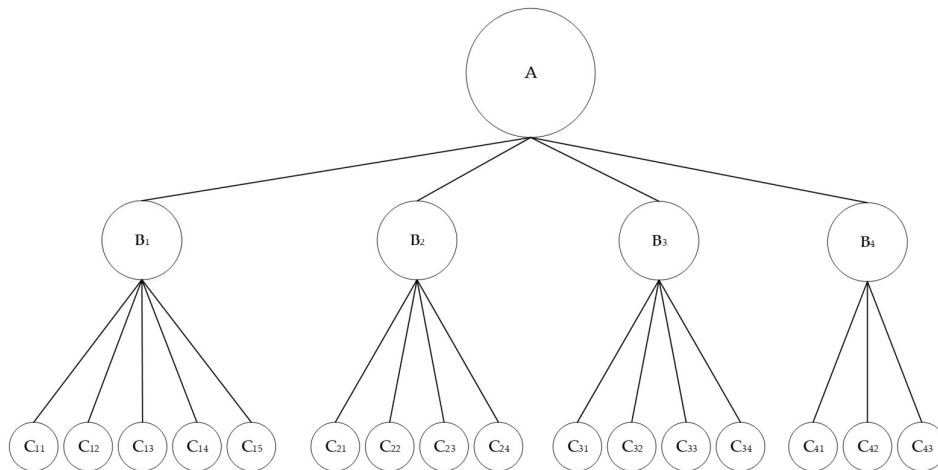 A
B₁ B₂ B₃ B₄
C₁₁ C₁₂ C₁₃ C₁₄ C₁₅ C₂₁ C₂₂ C₂₃ C₂₄ C₃₁ C₃₂ C₃₃ C₃₄ C₄₁ C₄₂ C₄₃